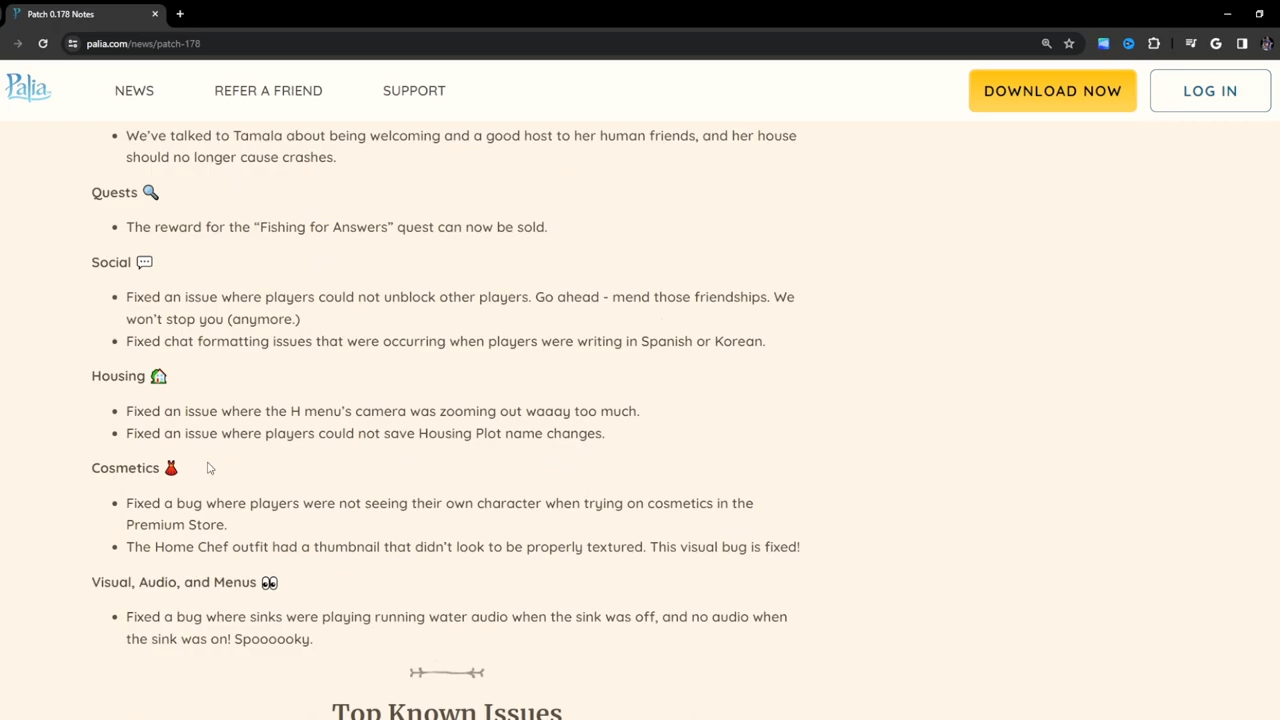 Patch 0.178 Notes
palia.com/news/patch-178
Palia
NEWS
REFER A FRIEND
SUPPORT
DOWNLOAD NOW
LOG IN
• We've talked to Tamala about being welcoming and a good host to her human friends, and her house
should no longer cause crashes.
Quests
• The reward for the “Fishing for Answers” quest can now be sold.
Social
• Fixed an issue where players could not unblock other players. Go ahead - mend those friendships. We
won't stop you (anymore.)
• Fixed chat formatting issues that were occurring when players were writing in Spanish or Korean.
Housing
• Fixed an issue where the H menu's camera was zooming out waaay too much.
• Fixed an issue where players could not save Housing Plot name changes.
Cosmetics
• Fixed a bug where players were not seeing their own character when trying on cosmetics in the
Premium Store.
• The Home Chef outfit had a thumbnail that didn't look to be properly textured. This visual bug is fixed!
Visual, Audio, and Menus
• Fixed a bug where sinks were playing running water audio when the sink was off, and no audio when
the sink was on! Spoooooky.
Top Known Issues